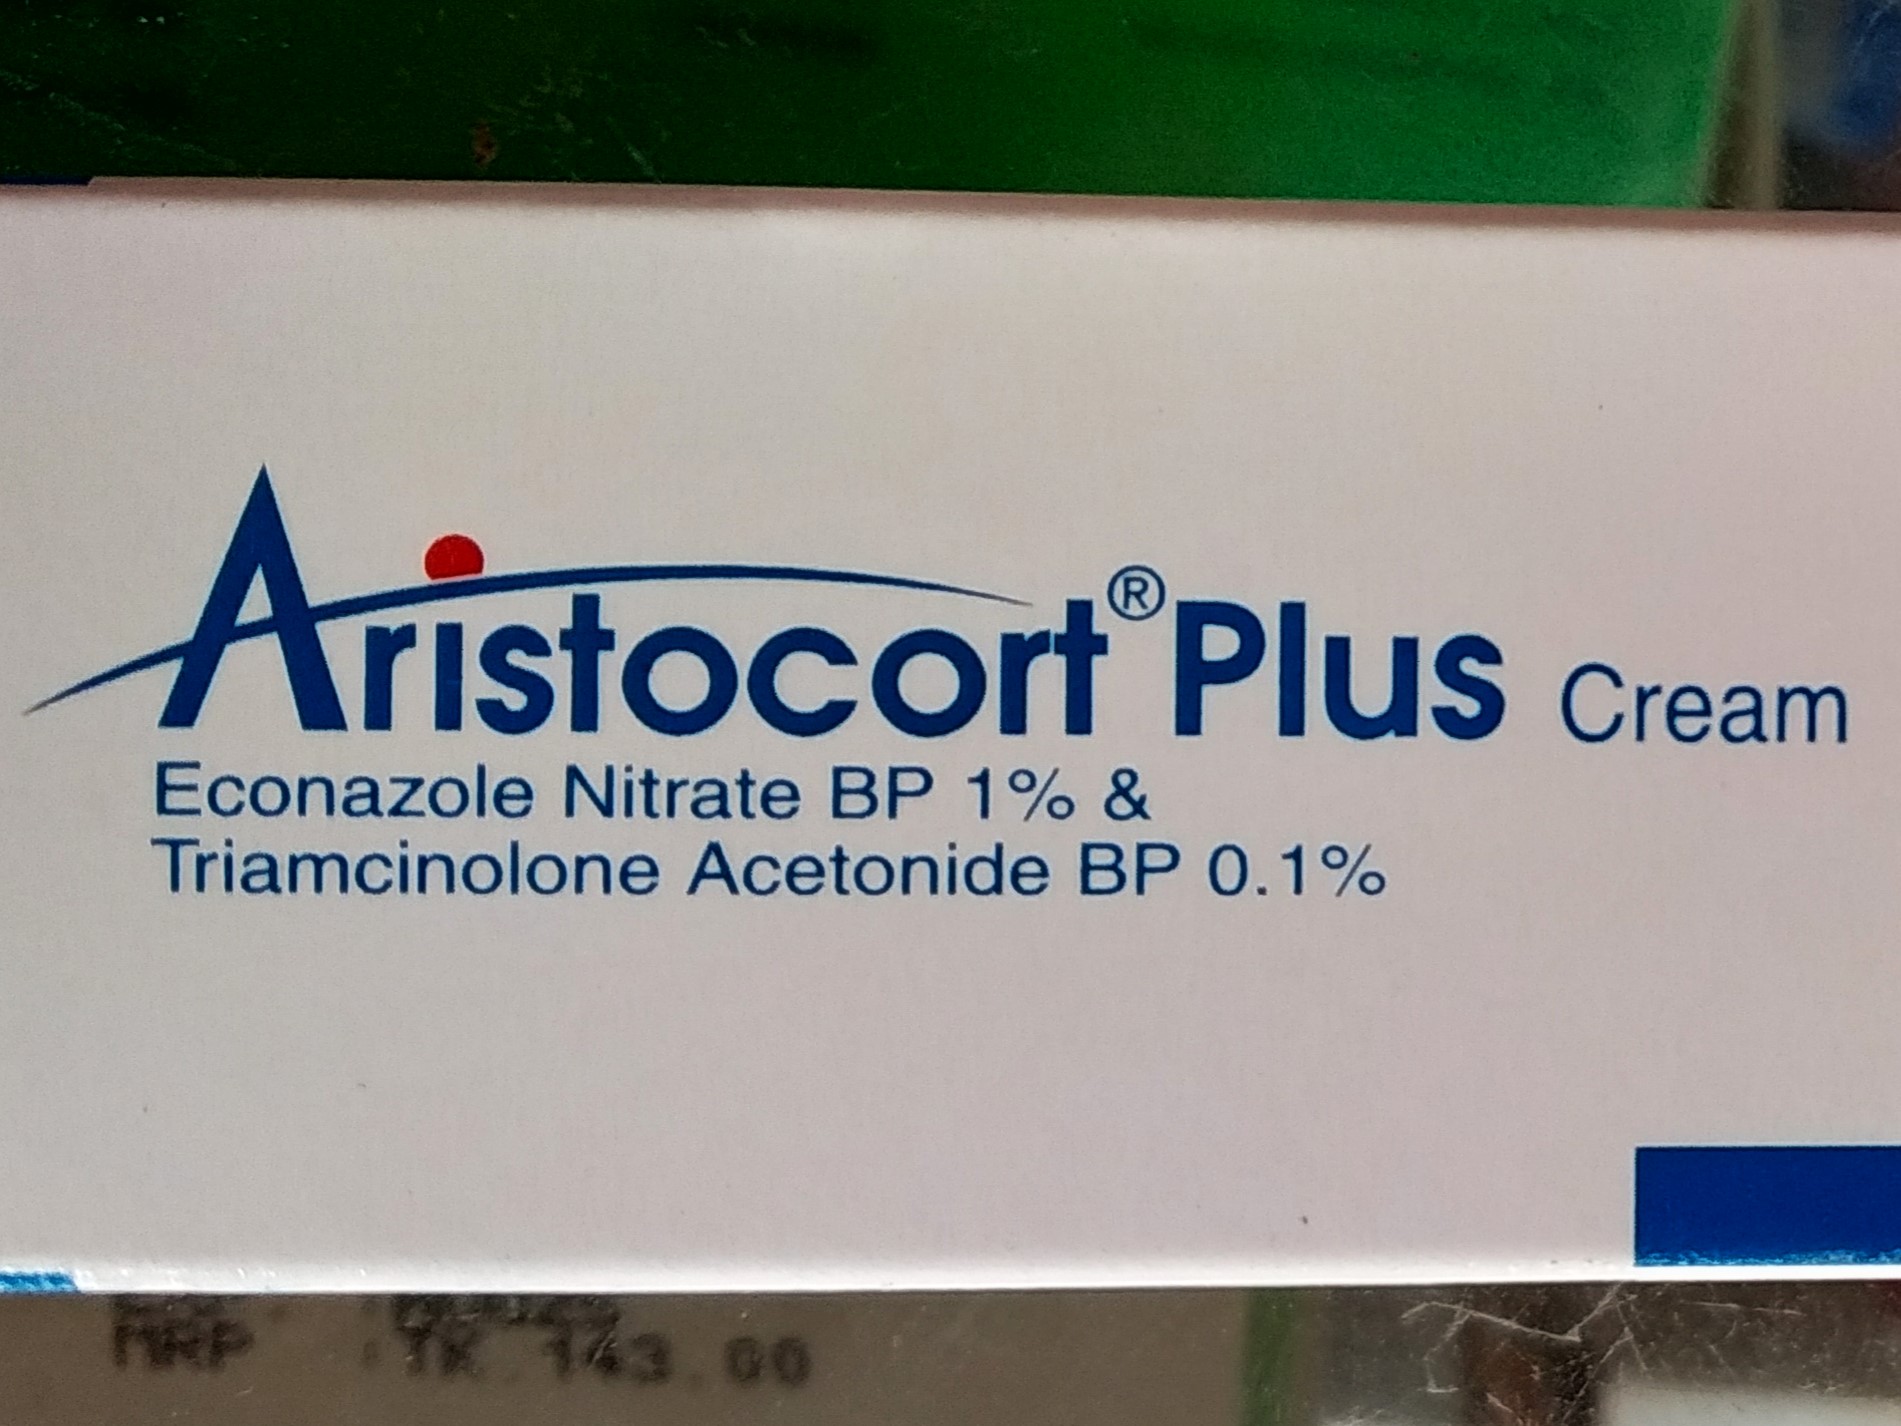 Aristocort® Plus Cream
Econazole Nitrate BP 1% &
Triamcinolone Acetonide BP 0.1%
MRP : TK 143.00